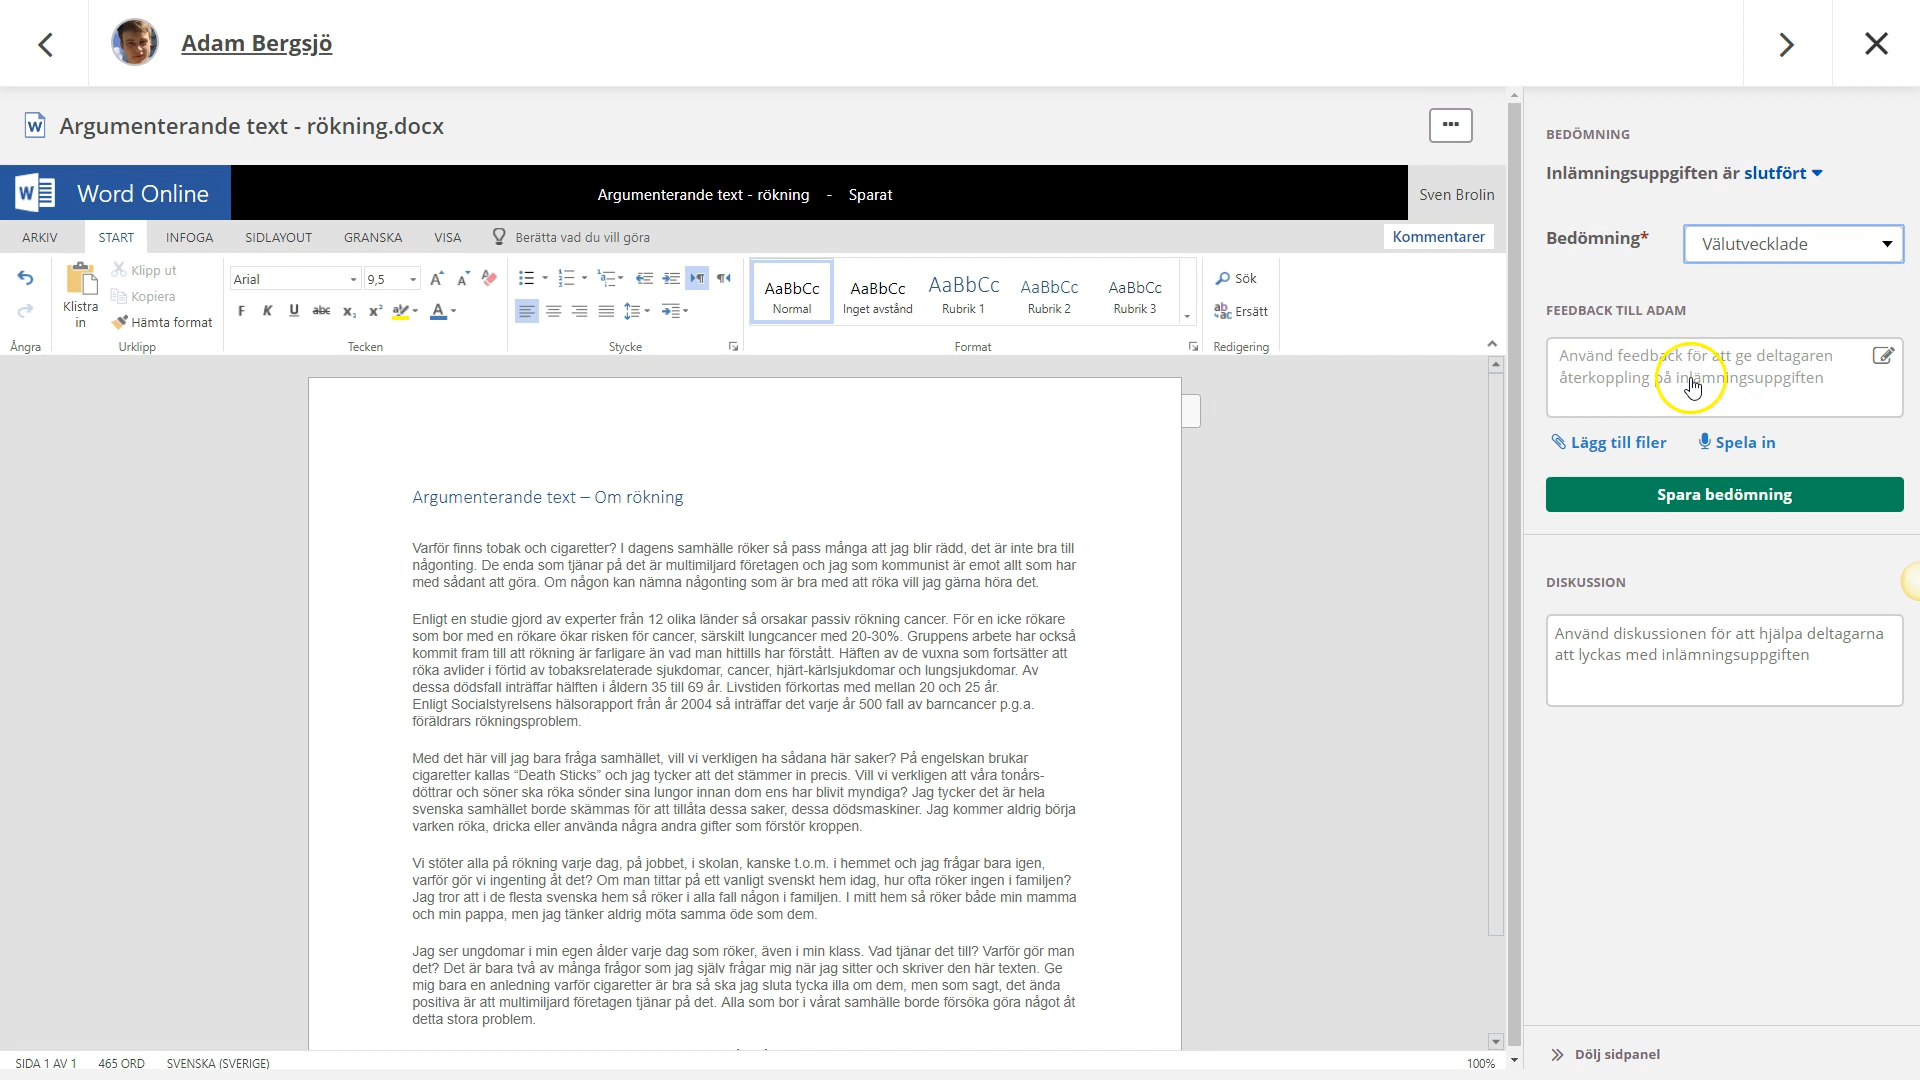 Adam Bergsjö
Argumenterande text - rökning.docx
Word Online
Argumenterande text - rökning - Sparat
Sven Brolin
ARKIV START INFOGA SIDLAYOUT GRANSKA VISA Berätta vad du vill göra
Kommentarer
Klistra in
Klipp ut
Kopiera
Hämta format
Arial 9,5
F K U abc x₂ x² A
AaBbCc AaBbCc AaBbCc AaBbCc AaBbCc
Normal Inget avstånd Rubrik 1 Rubrik 2 Rubrik 3
Sök
Ersätt
Ångra Urklipp Tecken Stycke Format Redigering
Argumenterande text – Om rökning
Varför finns tobak och cigaretter? I dagens samhälle röker så pass många att jag blir rädd, det är inte bra till
någonting. De enda som tjänar på det är multimiljard företagen och jag som kommunist är emot allt som har
med sådant att göra. Om någon kan nämna någonting som är bra med att röka vill jag gärna höra det.
Enligt en studie gjord av experter från 12 olika länder så orsakar passiv rökning cancer. För en icke rökare
som bor med en rökare ökar risken för cancer, särskilt lungcancer med 20-30%. Gruppens arbete har också
kommit fram till att rökning är farligare än vad man hittills har förstått. Häften av de vuxna som fortsätter att
röka avlider i förtid av tobaksrelaterade sjukdomar, cancer, hjärt-kärlsjukdomar och lungsjukdomar. Av
dessa dödsfall inträffar hälften i åldern 35 till 69 år. Livstiden förkortas med mellan 20 och 25 år.
Enligt Socialstyrelsens hälsorapport från år 2004 så inträffar det varje år 500 fall av barncancer p.g.a.
föräldrars rökningsproblem.
Med det här vill jag bara fråga samhället, vill vi verkligen ha sådana här saker? På engelskan brukar
cigaretter kallas "Death Sticks" och jag tycker att det stämmer in precis. Vill vi verkligen att våra tonårs-
döttrar och söner ska röka sönder sina lungor innan dom ens har blivit myndiga? Jag tycker det är hela
svenska samhället borde skämmas för att tillåta dessa saker, dessa dödsmaskiner. Jag kommer aldrig börja
varken röka, dricka eller använda några andra gifter som förstör kroppen.
Vi stöter alla på rökning varje dag, på jobbet, i skolan, kanske t.o.m. i hemmet och jag frågar bara igen,
varför gör vi ingenting åt det? Om man tittar på ett vanligt svenskt hem idag, hur ofta röker ingen i familjen?
Jag tror att i de flesta svenska hem så röker i alla fall någon i familjen. I mitt hem så röker både min mamma
och min pappa, men jag tänker aldrig möta samma öde som dem.
Jag ser ungdomar i min egen ålder varje dag som röker, även i min klass. Vad tjänar det till? Varför gör man
det? Det är bara två av många frågor som jag själv frågar mig när jag sitter och skriver den här texten. Ge
mig bara en anledning varför cigaretter är bra så ska jag sluta tycka illa om dem, men som sagt, det ända
positiva är att multimiljard företagen tjänar på det. Alla som bor i vårat samhälle borde försöka göra något åt
detta stora problem.
SIDA 1 AV 1 465 ORD SVENSKA (SVERIGE)
100%
BEDÖMNING
Inlämningsuppgiften är slutfört
Bedömning* Välutvecklade
FEEDBACK TILL ADAM
Använd feedback för att ge deltagaren
återkoppling på inlämningsuppgiften
Lägg till filer Spela in
Spara bedömning
DISKUSSION
Använd diskussionen för att hjälpa deltagarna
att lyckas med inlämningsuppgiften
Dölj sidpanel